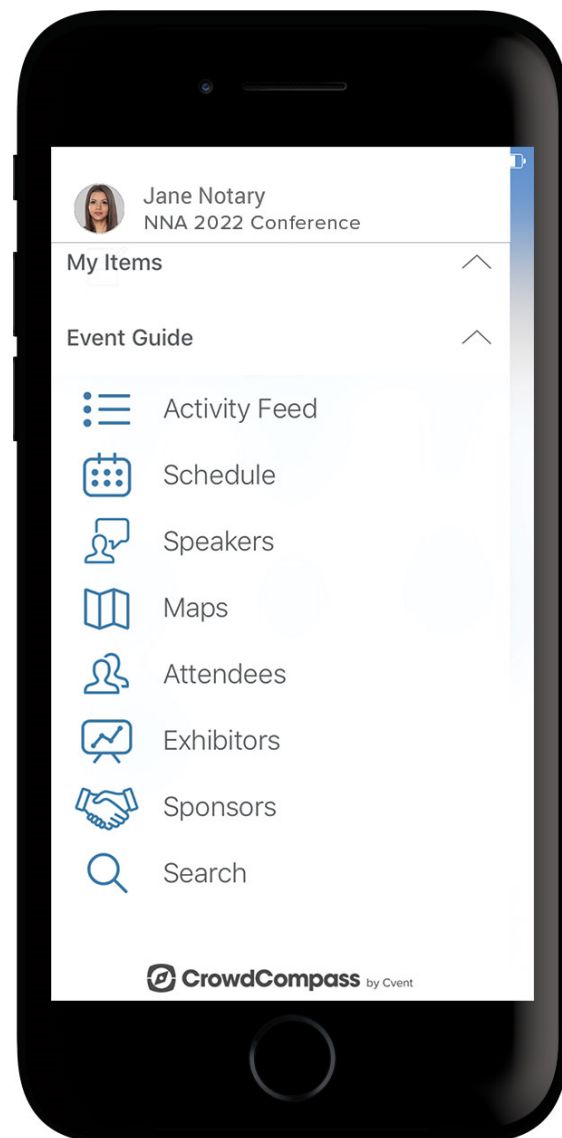 Jane Notary
NNA 2022 Conference
My Items
Event Guide
Activity Feed
Schedule
Speakers
Maps
Attendees
Exhibitors
Sponsors
Search
CrowdCompass by Cvent